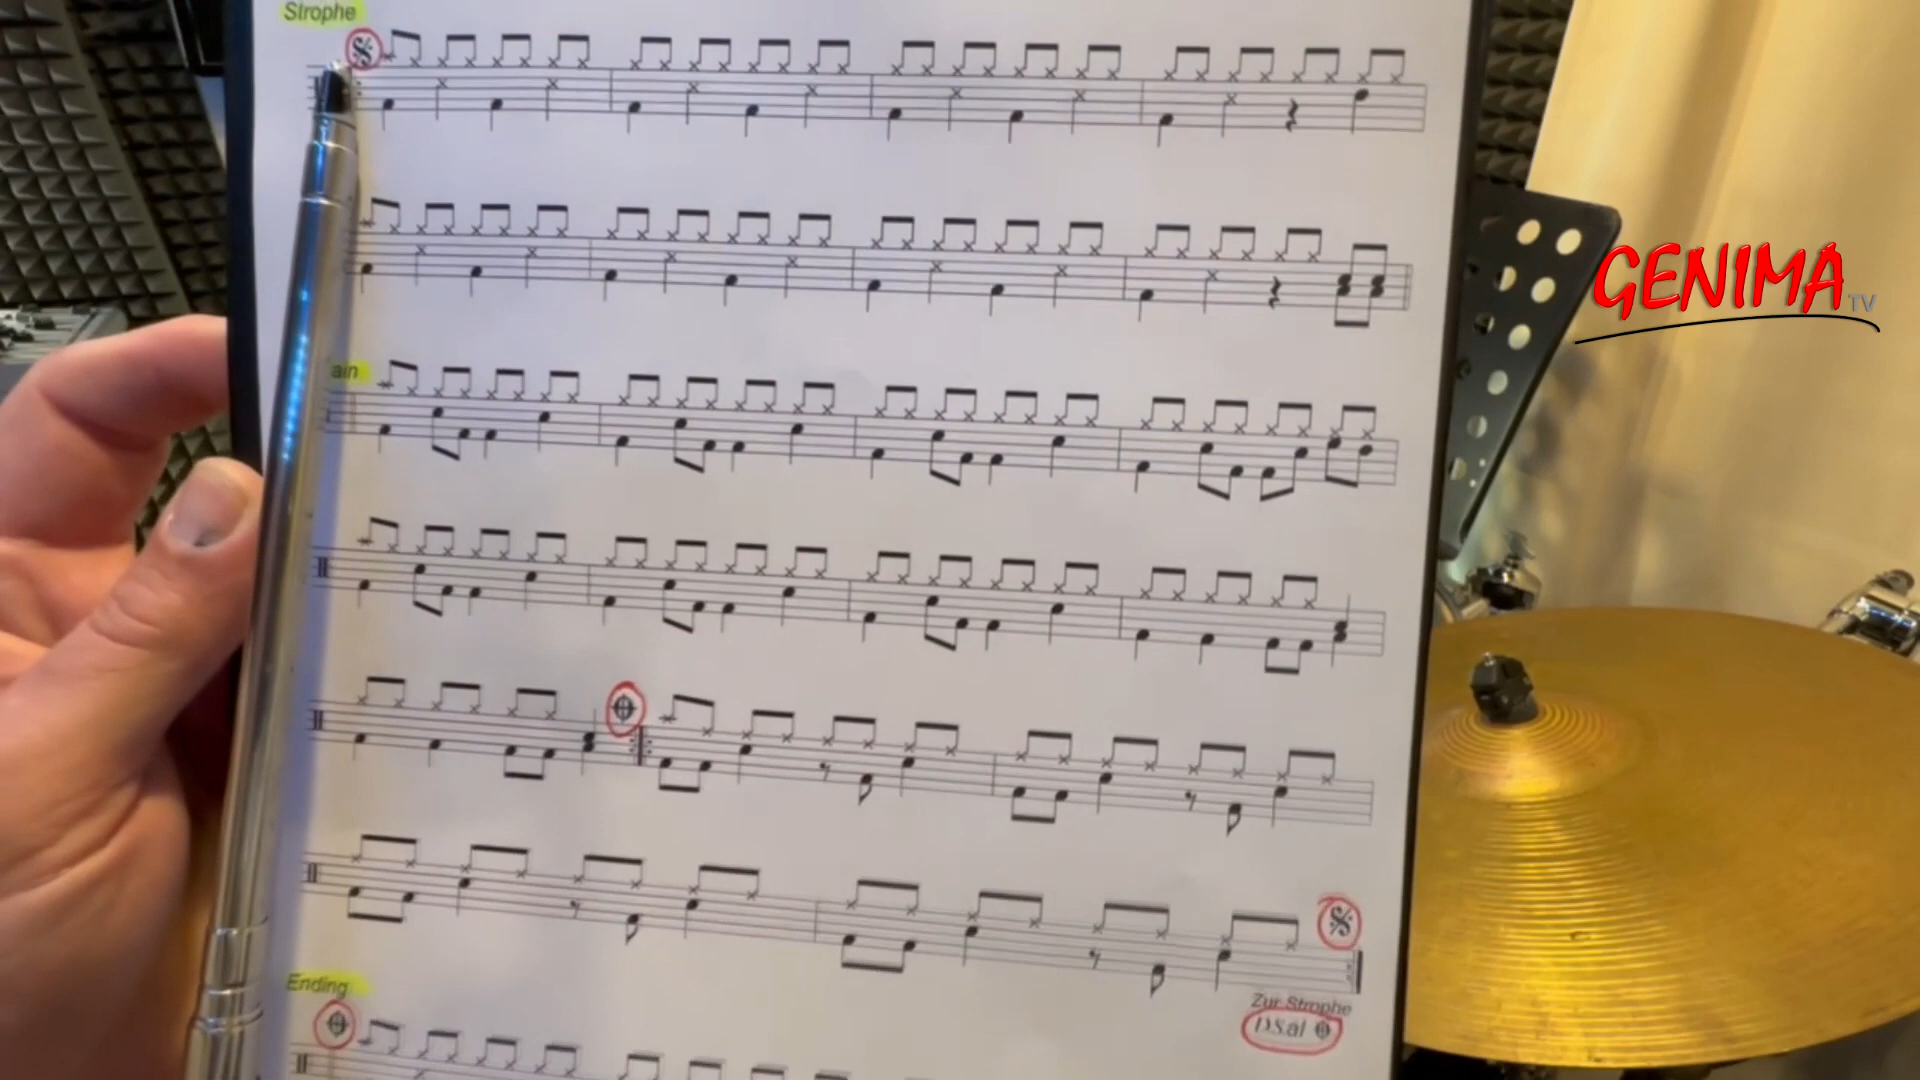 Strophe
GENIMA
TV
ain
Ending
Zur Strophe
D.S.al